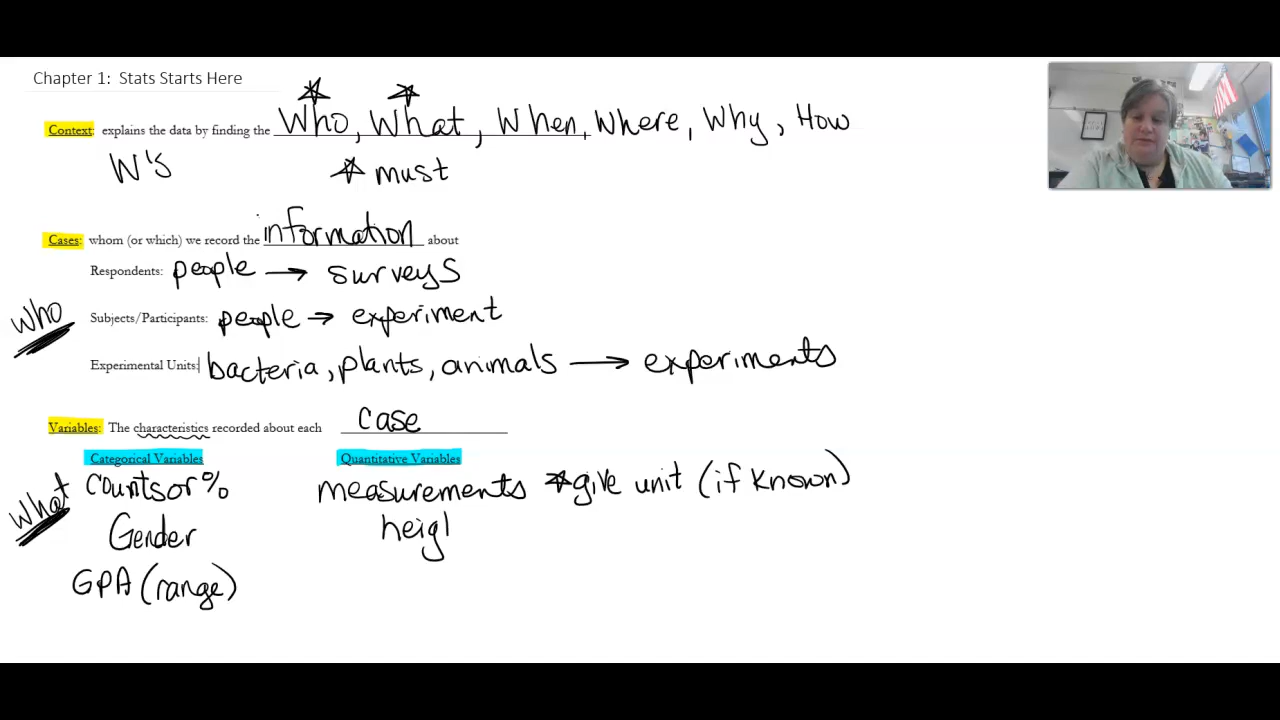 Chapter 1: Stats Starts Here
Context: explains the data by finding the Who, What, When, Where, Why, How
W's
must
Cases: whom (or which) we record the information about
Respondents: people → surveys
Who
Subjects/Participants: people → experiment
Experimental Units: bacteria, plants, animals → experiments
Variables: The characteristics recorded about each case
Categorical Variables Quantitative Variables
What
counts or % measurements give unit (if known)
Gender heigl
GPA (range)